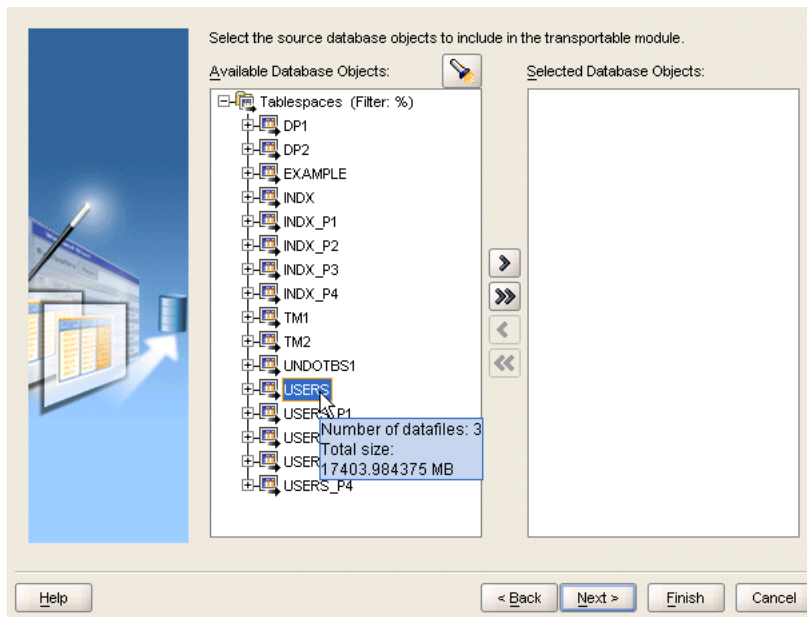 Select the source database objects to include in the transportable module.
Available Database Objects:
Selected Database Objects:
Tablespaces (Filter: %)
DP1
DP2
EXAMPLE
INDX
INDX_P1
INDX_P2
INDX_P3
INDX_P4
TM1
TM2
UNDOTBS1
USERS
Number of datafiles: 3
Total size:
17403.984375 MB
USERS_P4
Help
< Back
Next >
Finish
Cancel